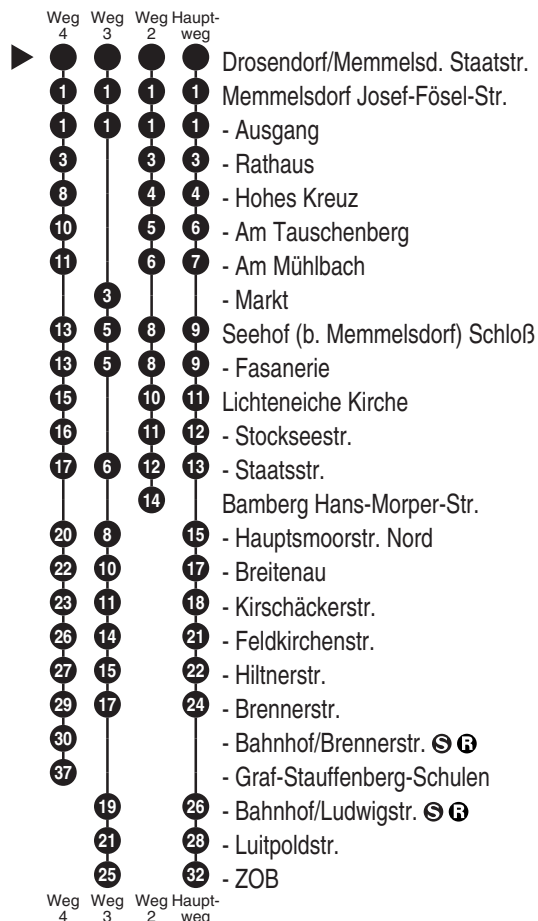 Weg 4 Weg 3 Weg 2 Haupt-weg
Drosendorf/Memmelsd. Staatstr.
1 1 1 1 Memmelsdorf Josef-Fösel-Str.
1 1 1 1 - Ausgang
3 3 3 - Rathaus
8 4 4 - Hohes Kreuz
10 5 6 - Am Tauschenberg
11 6 7 - Am Mühlbach
3 - Markt
13 5 8 9 Seehof (b. Memmelsdorf) Schloß
13 5 8 9 - Fasanerie
15 10 11 Lichteneiche Kirche
16 11 12 - Stockseestr.
17 6 12 13 - Staatsstr.
14 Bamberg Hans-Morper-Str.
20 8 15 - Hauptsmoorstr. Nord
22 10 17 - Breitenau
23 11 18 - Kirschäckerstr.
26 14 21 - Feldkirchenstr.
27 15 22 - Hiltnerstr.
29 17 24 - Brennerstr.
30 - Bahnhof/Brennerstr. S R
37 - Graf-Stauffenberg-Schulen
19 26 - Bahnhof/Ludwigstr. S R
21 28 - Luitpoldstr.
25 32 - ZOB
Weg 4 Weg 3 Weg 2 Haupt-weg